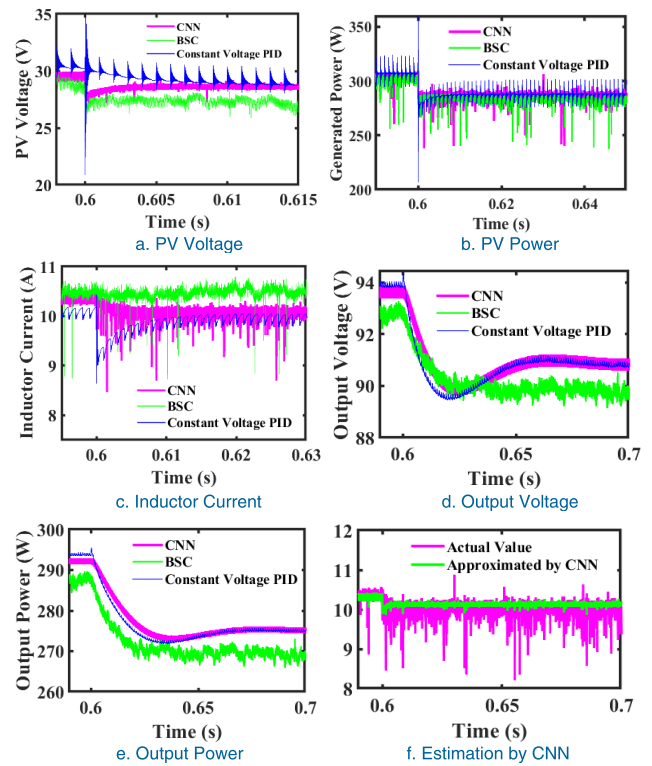 35
30
25
20
PV Voltage (V)
CNN
BSC
Constant Voltage PID
0.6
0.605
0.61
0.615
Time (s)
a. PV Voltage
350
300
250
200
Generated Power (W)
CNN
BSC
Constant Voltage PID
0.6
0.62
0.64
Time (s)
b. PV Power
11
10
9
8
Inductor Current (A)
CNN
BSC
Constant Voltage PID
0.6
0.61
0.62
0.63
Time (s)
c. Inductor Current
94
92
90
88
Output Voltage (V)
CNN
BSC
Constant Voltage PID
0.6
0.65
0.7
Time (s)
d. Output Voltage
300
290
280
270
260
Output Power (W)
CNN
BSC
Constant Voltage PID
0.6
0.65
0.7
Time (s)
e. Output Power
12
11
10
9
8
Actual Value
Approximated by CNN
0.6
0.65
0.7
Time (s)
f. Estimation by CNN